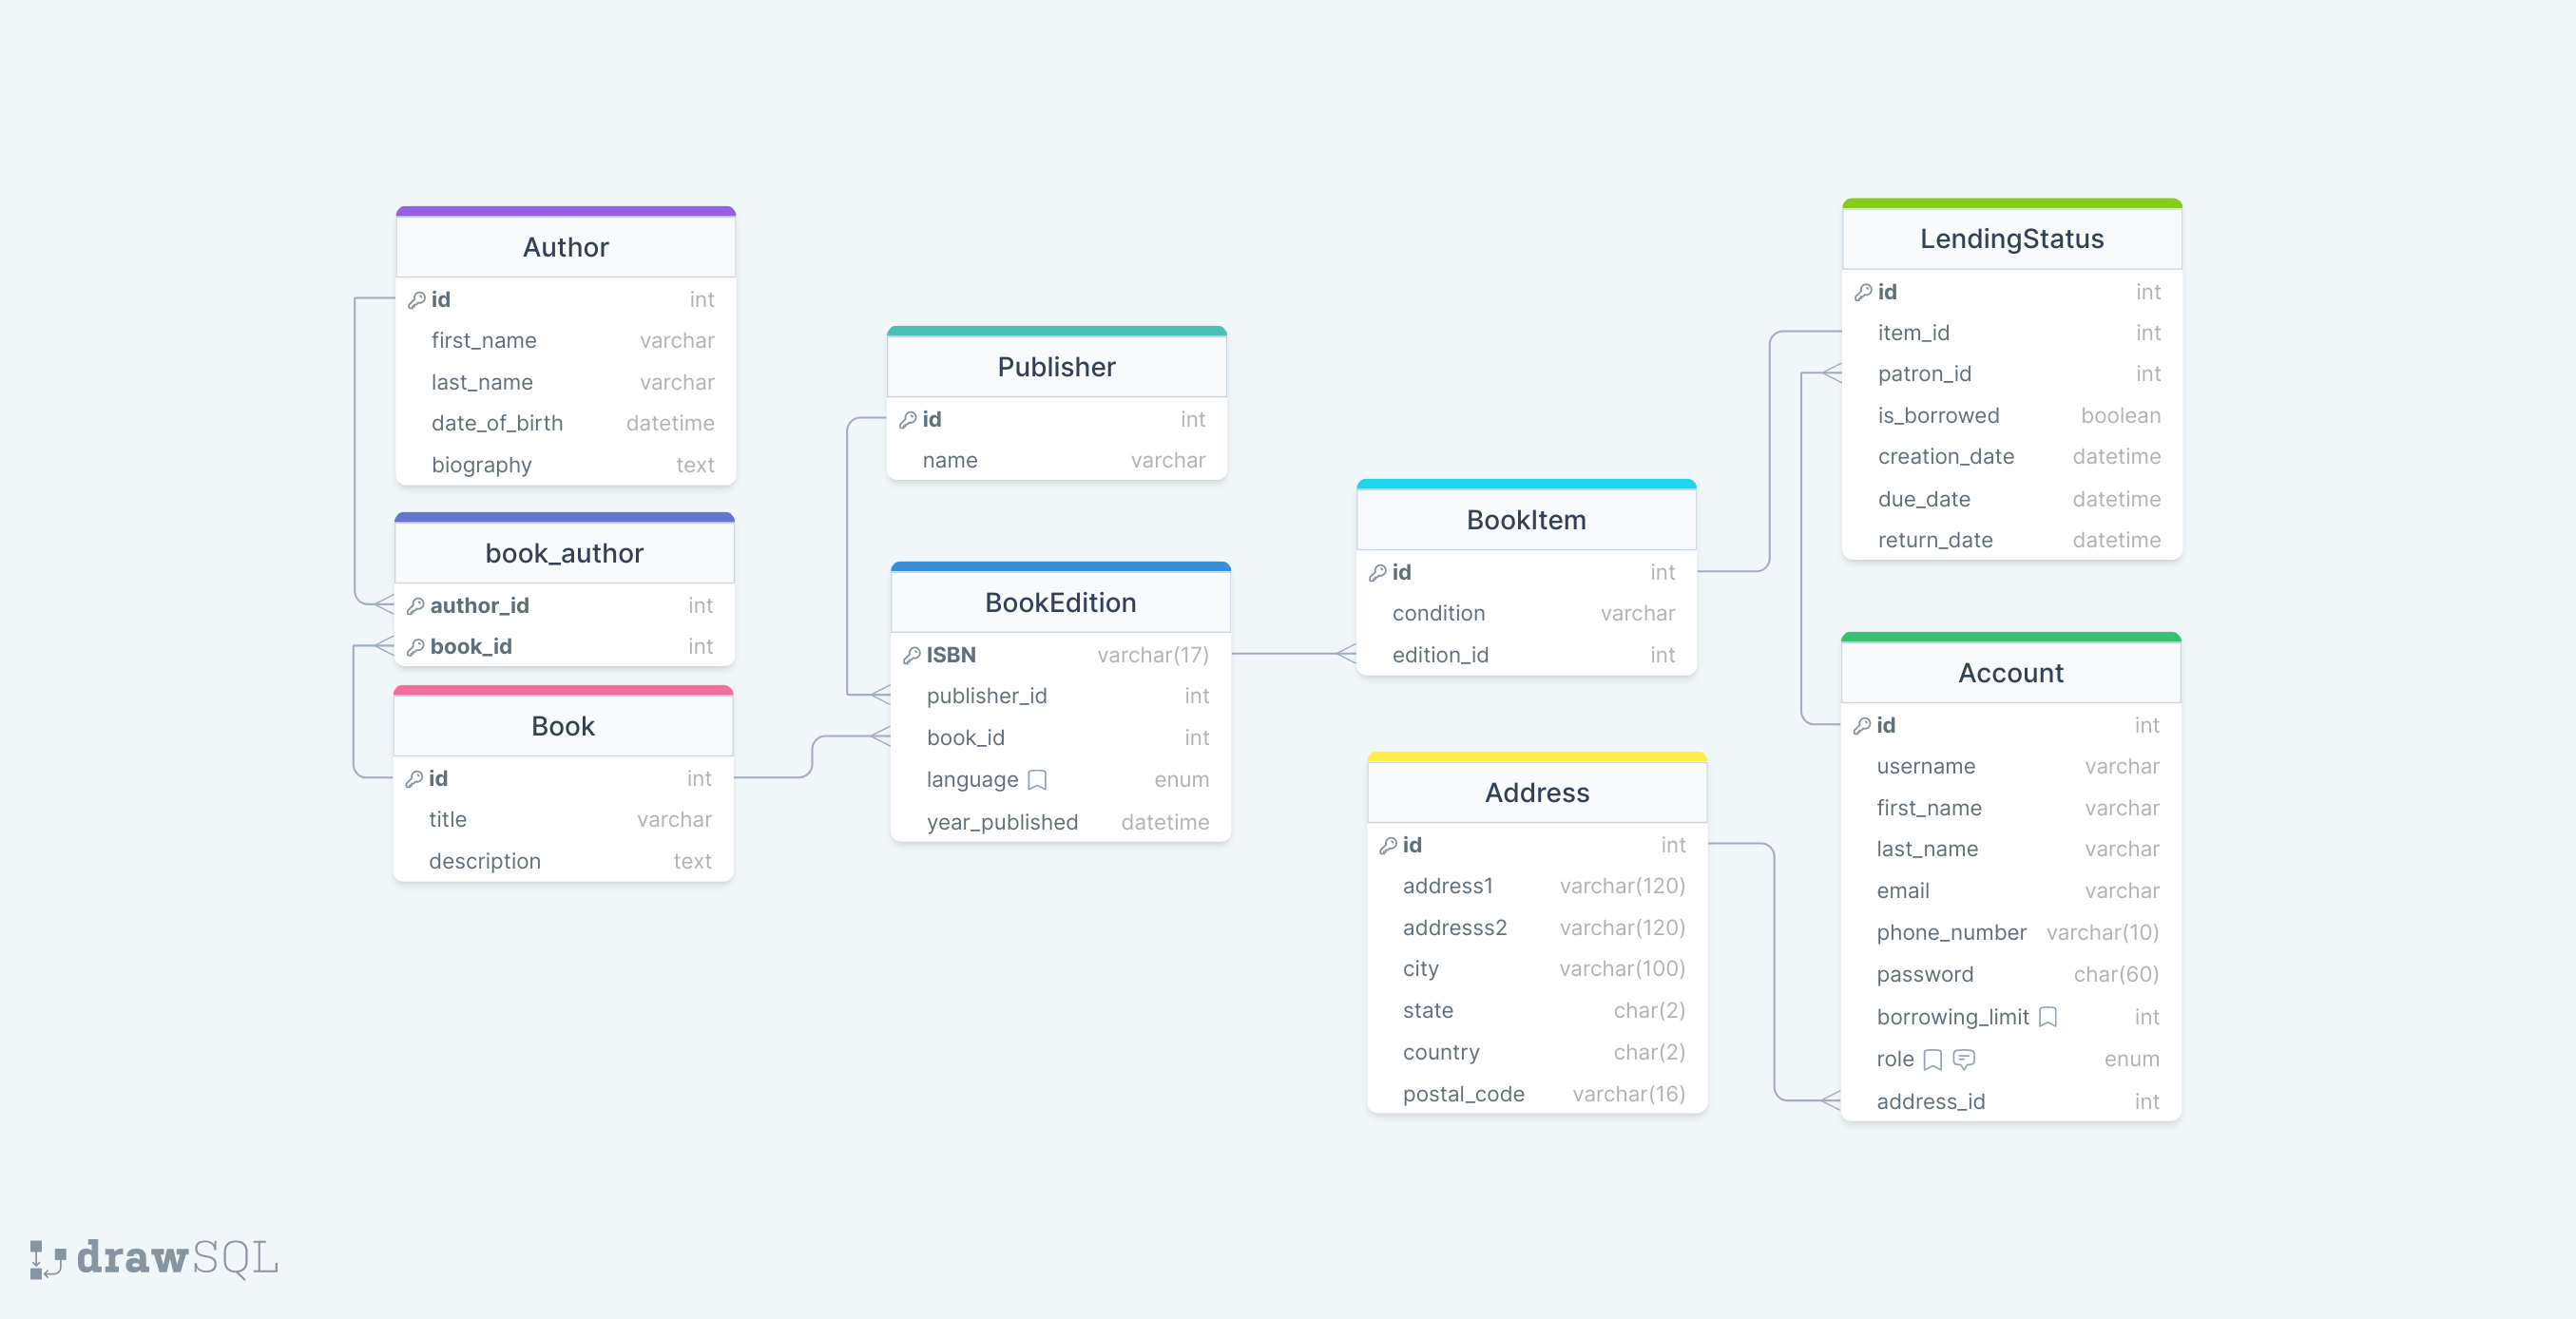 Author
id int
first_name varchar
last_name varchar
date_of_birth datetime
biography text
book_author
author_id int
book_id int
Book
id int
title varchar
description text
Publisher
id int
name varchar
BookEdition
ISBN varchar(17)
publisher_id int
book_id int
language enum
year_published datetime
BookItem
id int
condition varchar
edition_id int
Address
id int
address1 varchar(120)
addresss2 varchar(120)
city varchar(100)
state char(2)
country char(2)
postal_code varchar(16)
LendingStatus
id int
item_id int
patron_id int
is_borrowed boolean
creation_date datetime
due_date datetime
return_date datetime
Account
id int
username varchar
first_name varchar
last_name varchar
email varchar
phone_number varchar(10)
password char(60)
borrowing_limit int
role enum
address_id int
drawSQL